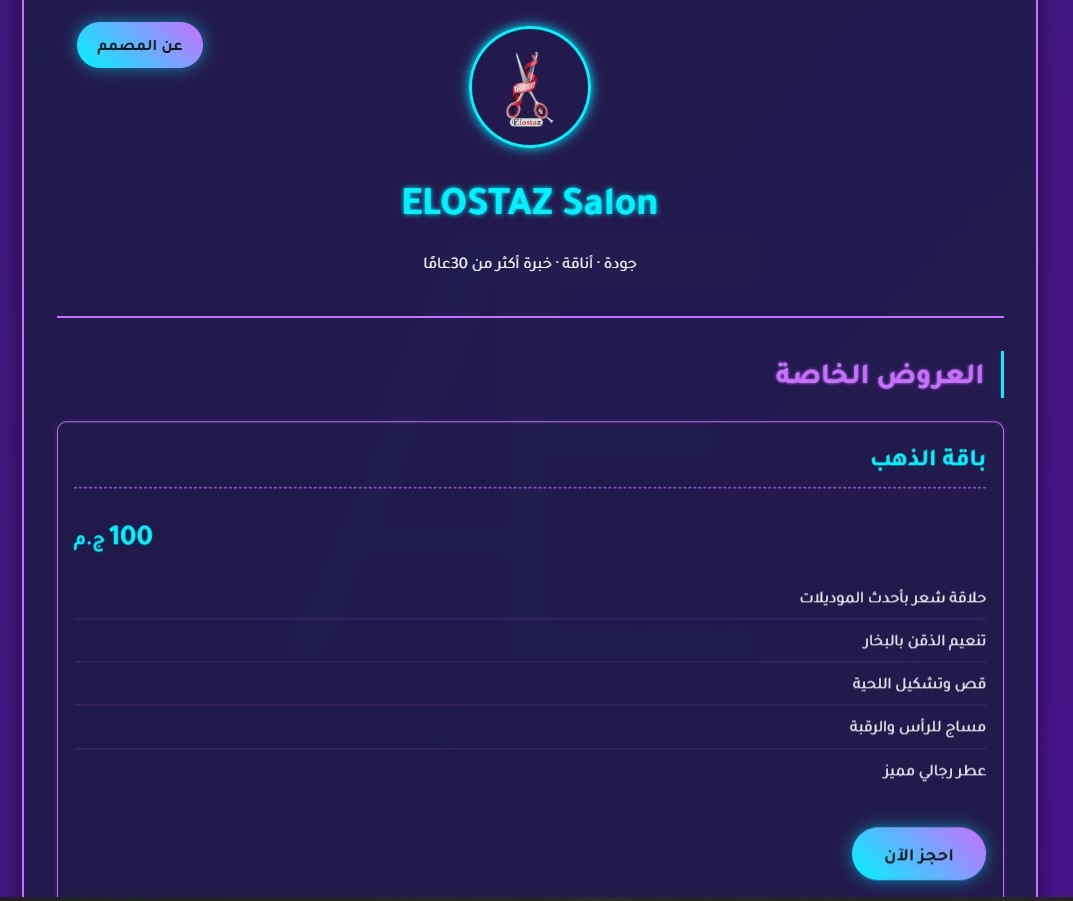 عن المصمم
Elostaz
ELOSTAZ Salon
جودة · أناقة · خبرة أكثر من 30عامًا
العروض الخاصة
باقة الذهب
100 ج.م
حلاقة شعر بأحدث الموديلات
تنعيم الذقن بالبخار
قص وتشكيل اللحية
مساج للرأس والرقبة
عطر رجالي مميز
احجز الآن